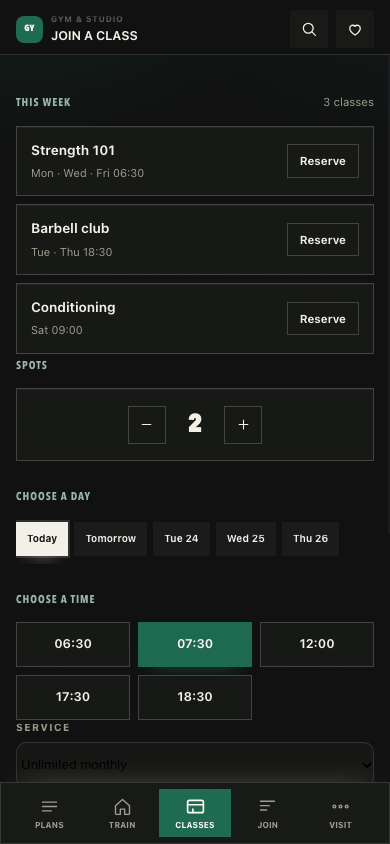 GY
GYM & STUDIO
JOIN A CLASS
THIS WEEK
3 classes
Strength 101
Mon · Wed · Fri 06:30
Reserve
Barbell club
Tue · Thu 18:30
Reserve
Conditioning
Sat 09:00
Reserve
SPOTS
− 2 +
CHOOSE A DAY
Today Tomorrow Tue 24 Wed 25 Thu 26
CHOOSE A TIME
06:30 07:30 12:00
17:30 18:30
SERVICE
Unlimited monthly
PLANS TRAIN CLASSES JOIN VISIT